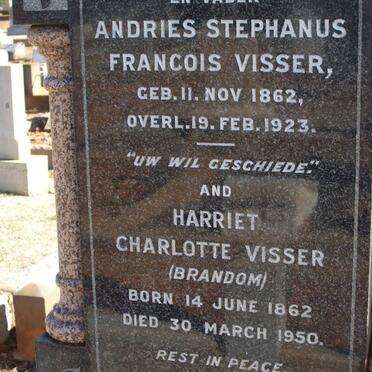 EN VADER
ANDRIES STEPHANUS
FRANCOIS VISSER,
GEB. 11. NOV 1862,
OVERL. 19. FEB. 1923.
"UW WIL GESCHIEDE."
AND
HARRIET
CHARLOTTE VISSER
(BRANDOM)
BORN 14 JUNE 1862
DIED 30 MARCH 1950.
REST IN PEACE